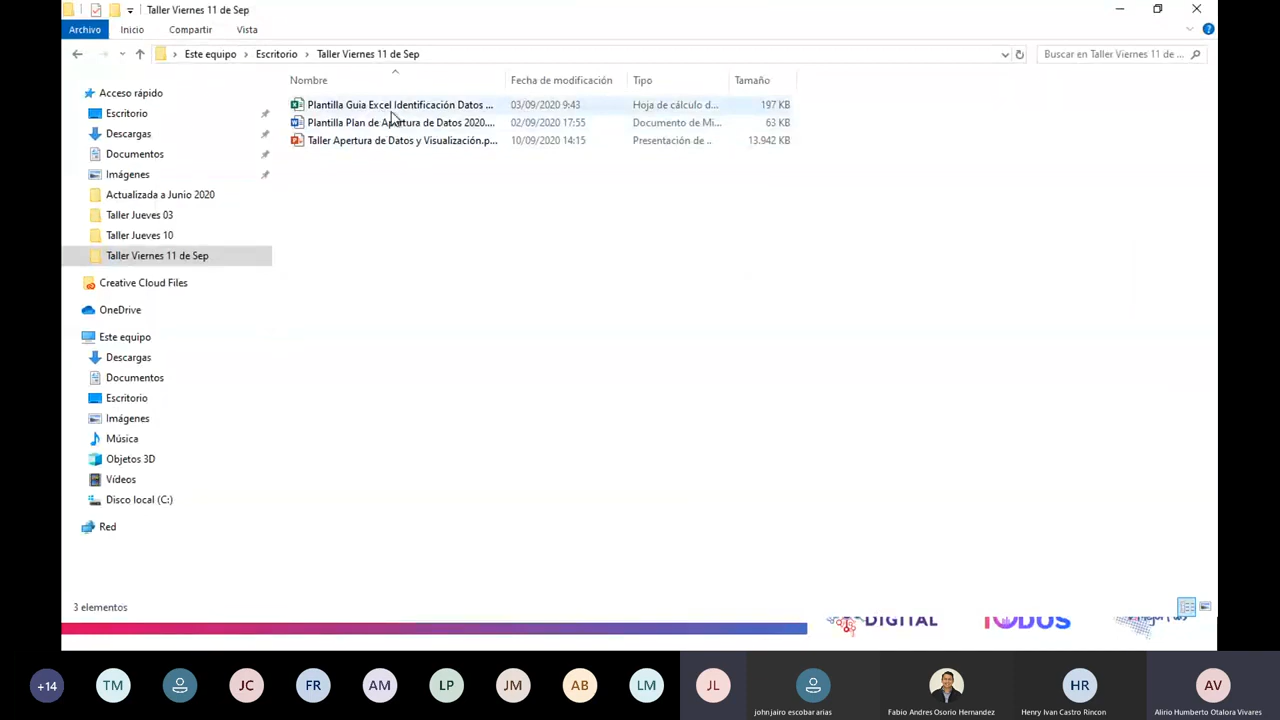 Taller Viernes 11 de Sep
Archivo Inicio Compartir Vista
Este equipo Escritorio Taller Viernes 11 de Sep
Buscar en Taller Viernes 11 de ...
Nombre Fecha de modificación Tipo Tamaño
Plantilla Guia Excel Identificación Datos ... 03/09/2020 9:43 Hoja de cálculo d... 197 KB
Plantilla Plan de Apertura de Datos 2020.... 02/09/2020 17:55 Documento de Mi... 63 KB
Taller Apertura de Datos y Visualización.p... 10/09/2020 14:15 Presentación de .. 13.942 KB
Acceso rápido
Escritorio
Descargas
Documentos
Imágenes
Actualizada a Junio 2020
Taller Jueves 03
Taller Jueves 10
Taller Viernes 11 de Sep
Creative Cloud Files
OneDrive
Este equipo
Descargas
Documentos
Escritorio
Imágenes
Música
Objetos 3D
Vídeos
Disco local (C:)
Red
3 elementos
DIGITAL TODOS
+14 TM JC FR AM LP JM AB LM JL HR AV
johnjairo escobar arias Fabio Andres Osorio Hernandez Henry Ivan Castro Rincon Alirio Humberto Otalora Vivares